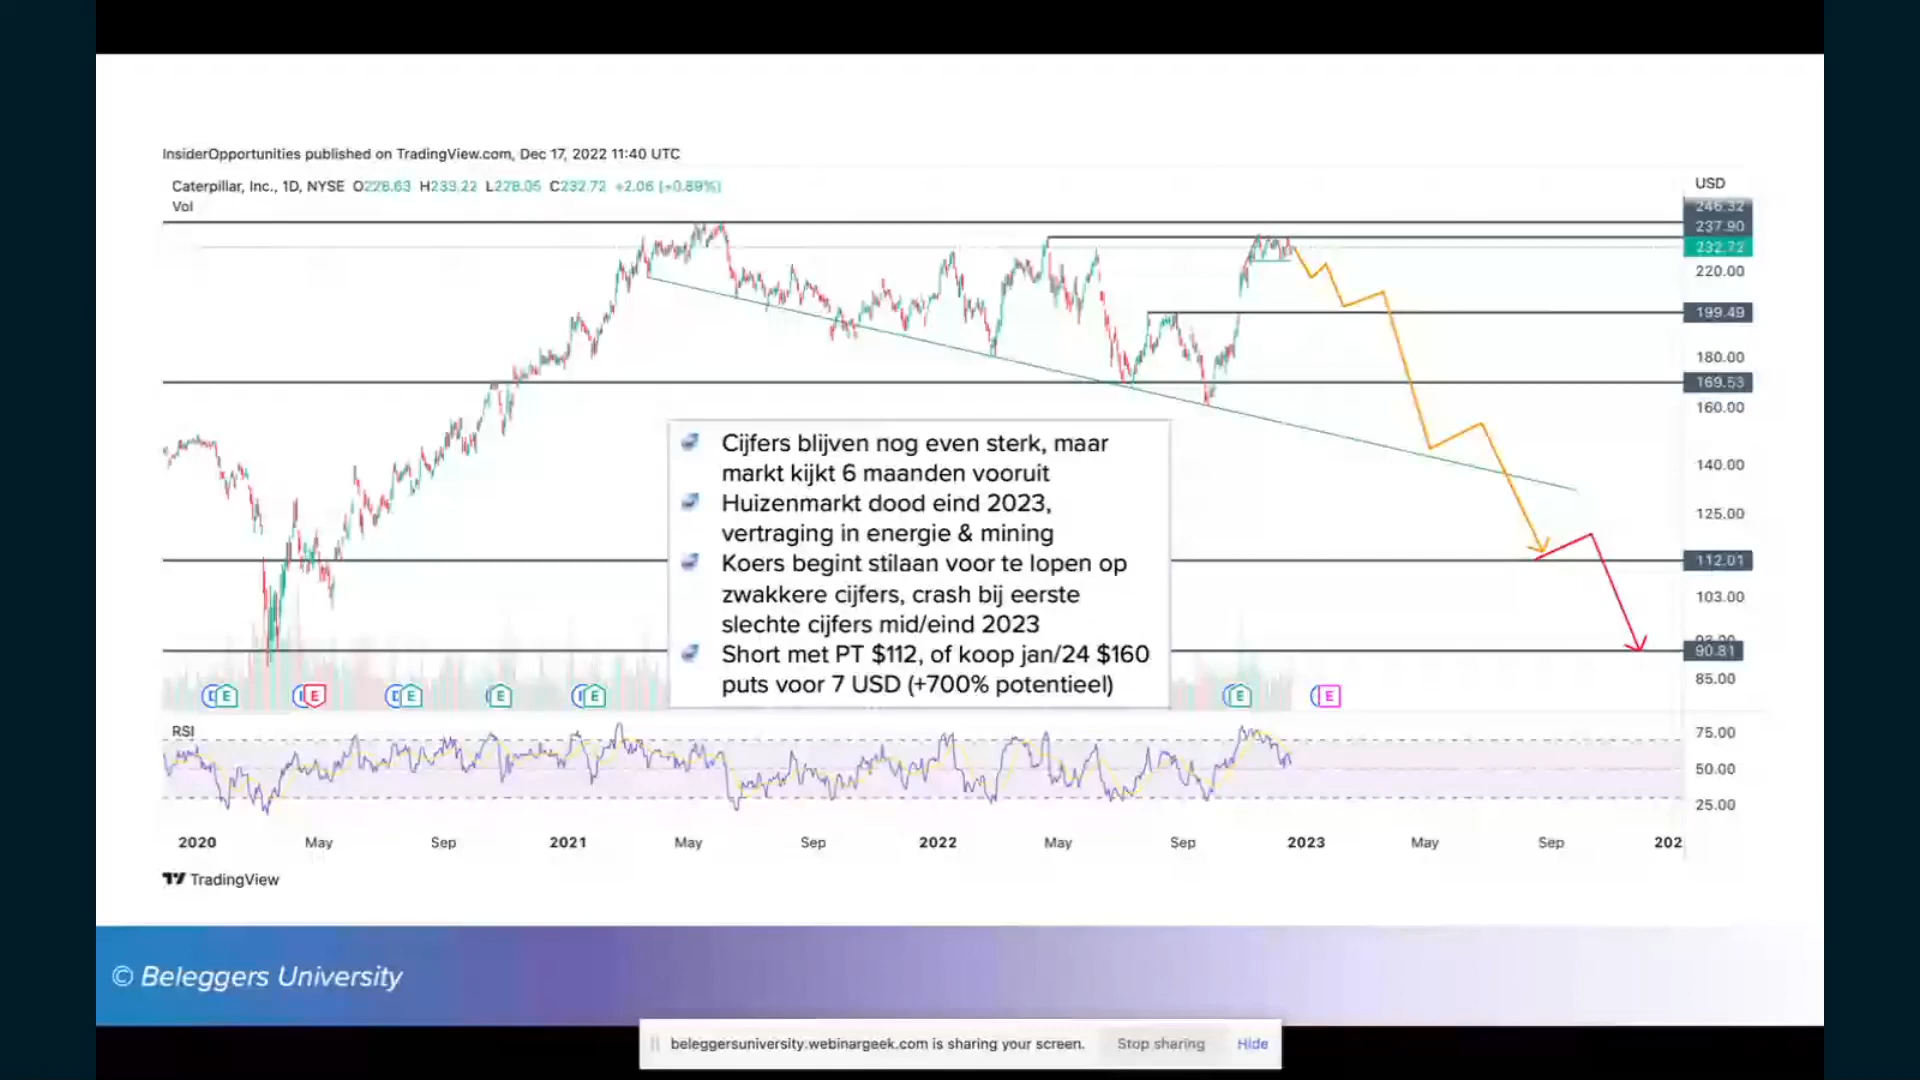 InsiderOpportunities published on TradingView.com, Dec 17, 2022 11:40 UTC
Caterpillar, Inc., 1D, NYSE O228.63 H233.22 L228.05 C232.72 +2.06 (+0.89%)
Vol
USD
246.32
237.90
232.72
220.00
199.49
180.00
169.53
160.00
140.00
125.00
112.01
103.00
93.00
90.81
85.00
Cijfers blijven nog even sterk, maar
markt kijkt 6 maanden vooruit
Huizenmarkt dood eind 2023,
vertraging in energie & mining
Koers begint stilaan voor te lopen op
zwakkere cijfers, crash bij eerste
slechte cijfers mid/eind 2023
Short met PT $112, of koop jan/24 $160
puts voor 7 USD (+700% potentieel)
E E E E E E E
RSI
75.00
50.00
25.00
2020 May Sep 2021 May Sep 2022 May Sep 2023 May Sep 202
TradingView
© Beleggers University
beleggersuniversity.webinargeek.com is sharing your screen. Stop sharing Hide